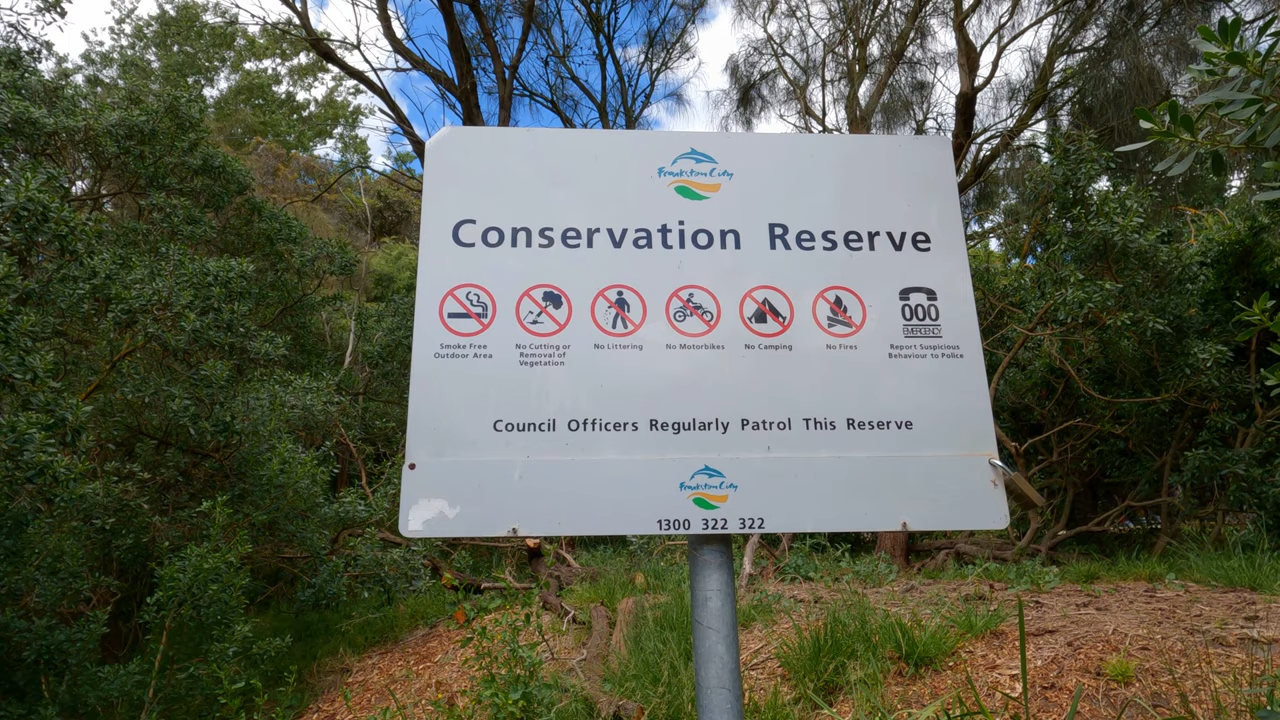 Frankston City
Conservation Reserve
Smoke Free
Outdoor Area
No Cutting or
Removal of
Vegetation
No Littering
No Motorbikes
No Camping
No Fires
000
EMERGENCY
Report Suspicious
Behaviour to Police
Council Officers Regularly Patrol This Reserve
Frankston City
1300 322 322